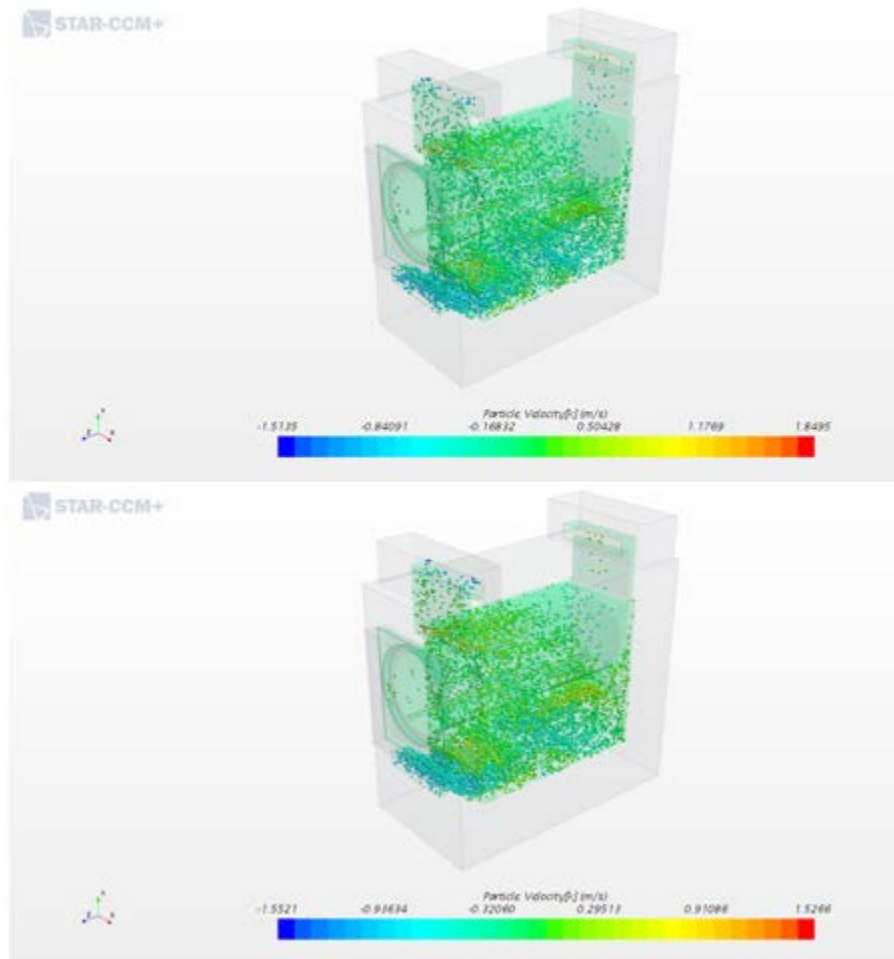 STAR-CCM+
Particle Velocity[k] (m/s)
-1.5135 -0.84091 -0.16832 0.50428 1.1769 1.8495
STAR-CCM+
Particle Velocity[k] (m/s)
-1.5521 -0.93634 -0.32060 0.29513 0.91086 1.5266